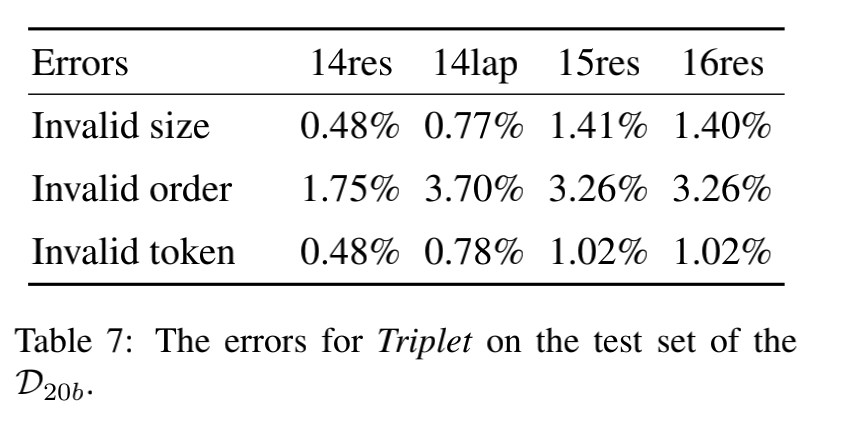 Errors 14res 14lap 15res 16res
Invalid size 0.48% 0.77% 1.41% 1.40%
Invalid order 1.75% 3.70% 3.26% 3.26%
Invalid token 0.48% 0.78% 1.02% 1.02%
Table 7: The errors for Triplet on the test set of the
𝒟20b.